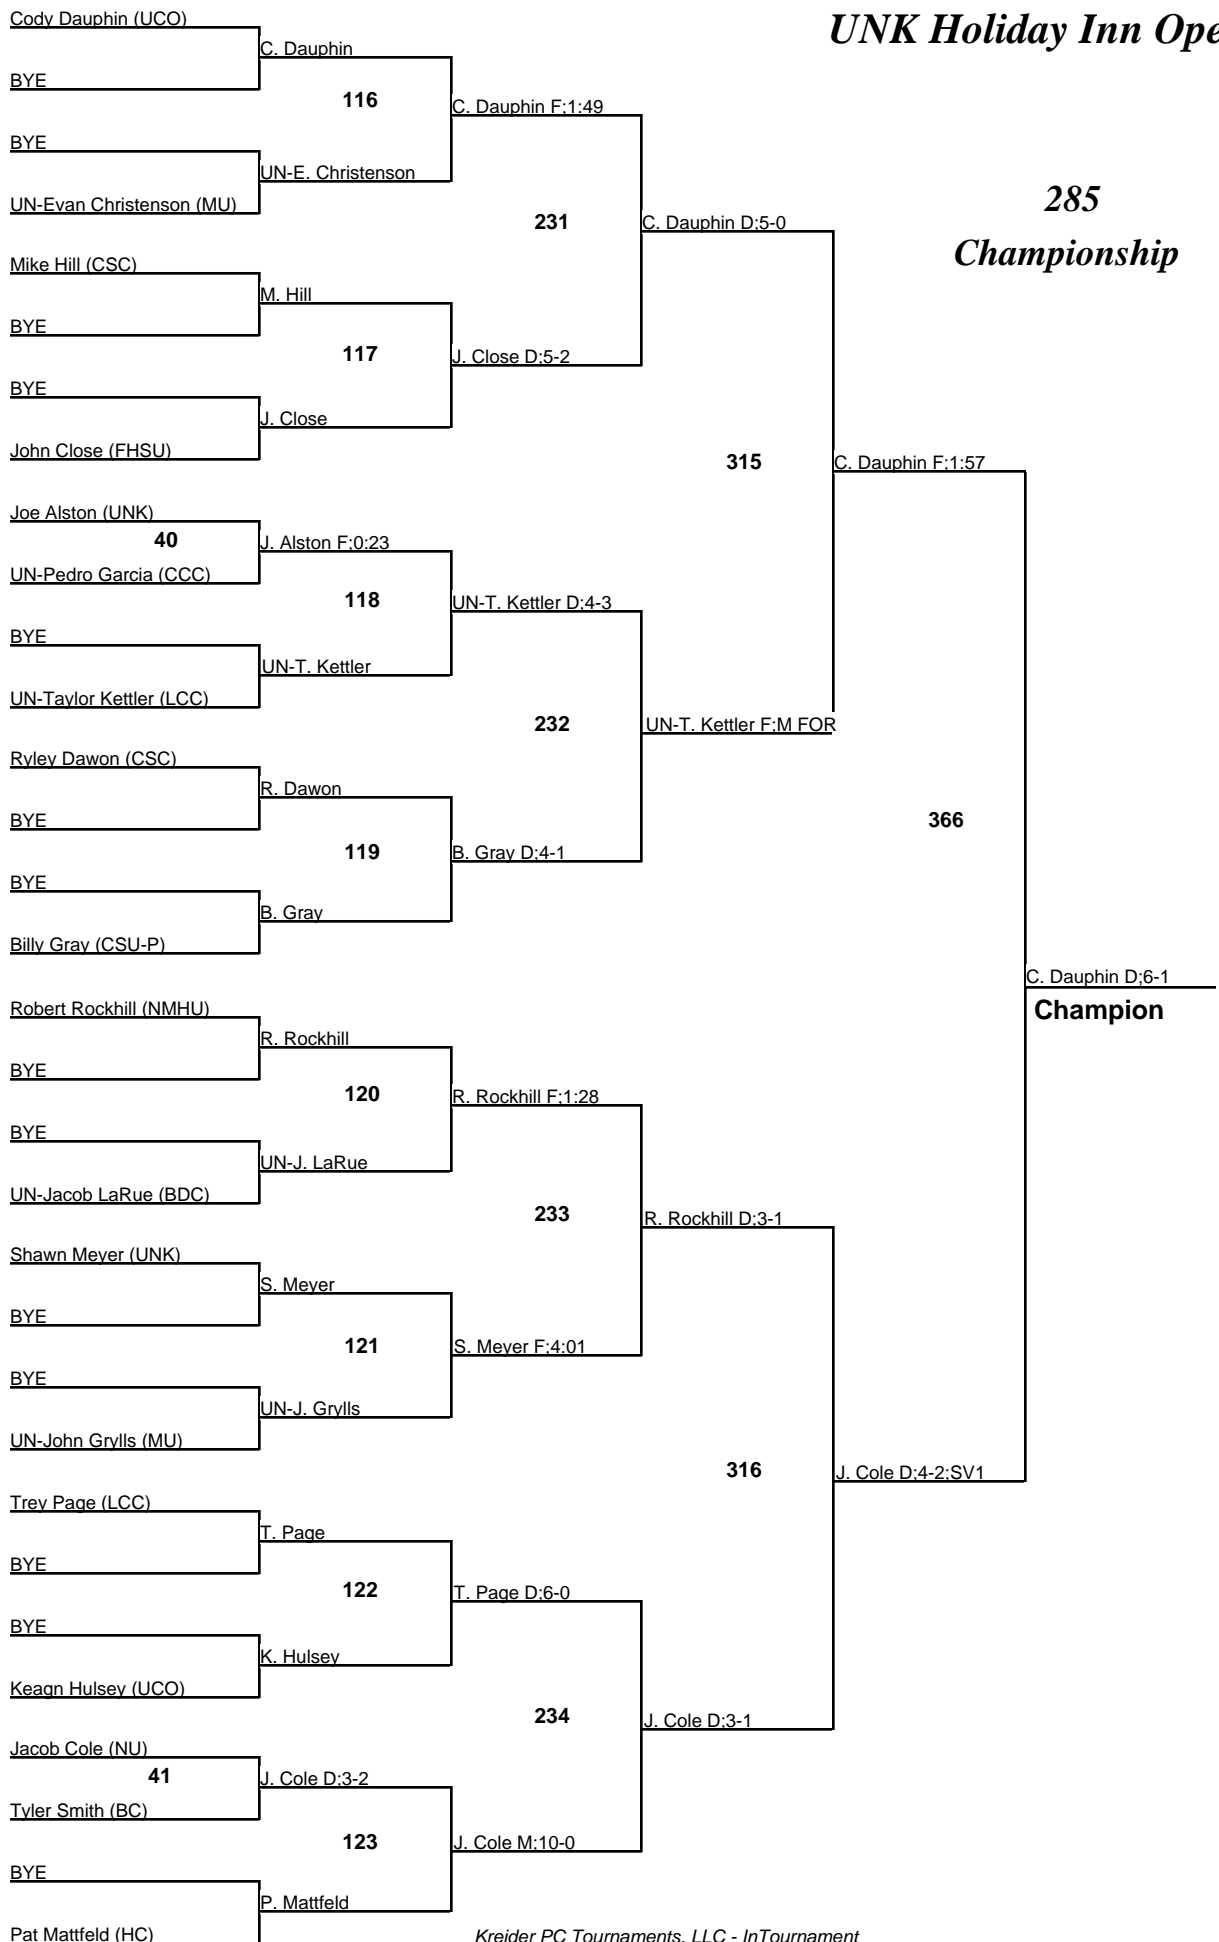 UNK Holiday Inn Ope
285
Championship
Cody Dauphin (UCO)
C. Dauphin
BYE
116
C. Dauphin F;1:49
BYE
UN-E. Christenson
UN-Evan Christenson (MU)
231
C. Dauphin D;5-0
Mike Hill (CSC)
M. Hill
BYE
117
J. Close D;5-2
BYE
J. Close
John Close (FHSU)
315
C. Dauphin F;1:57
Joe Alston (UNK)
40
J. Alston F;0:23
UN-Pedro Garcia (CCC)
118
UN-T. Kettler D;4-3
BYE
UN-T. Kettler
UN-Taylor Kettler (LCC)
232
UN-T. Kettler F;M FOR
Ryley Dawon (CSC)
R. Dawon
BYE
366
119
B. Gray D;4-1
BYE
B. Gray
Billy Gray (CSU-P)
C. Dauphin D;6-1
Champion
Robert Rockhill (NMHU)
R. Rockhill
BYE
120
R. Rockhill F;1:28
BYE
UN-J. LaRue
UN-Jacob LaRue (BDC)
233
R. Rockhill D;3-1
Shawn Meyer (UNK)
S. Meyer
BYE
121
S. Meyer F;4:01
BYE
UN-J. Grylls
UN-John Grylls (MU)
316
J. Cole D;4-2;SV1
Trey Page (LCC)
T. Page
BYE
122
T. Page D;6-0
BYE
K. Hulsey
Keagn Hulsey (UCO)
234
J. Cole D;3-1
Jacob Cole (NU)
41
J. Cole D;3-2
Tyler Smith (BC)
123
J. Cole M;10-0
BYE
P. Mattfeld
Pat Mattfeld (HC)
Kreider PC Tournaments, LLC - InTournament